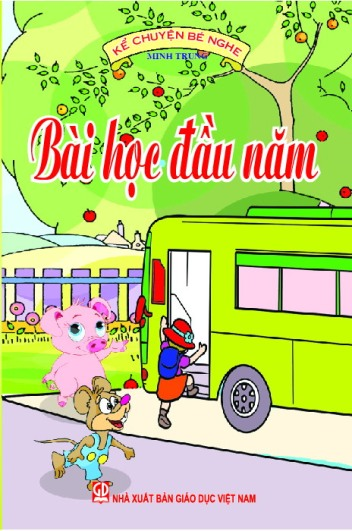 KỂ CHUYỆN BÉ NGHE
MINH TRUNG
Bài học đầu năm
NHÀ XUẤT BẢN GIÁO DỤC VIỆT NAM